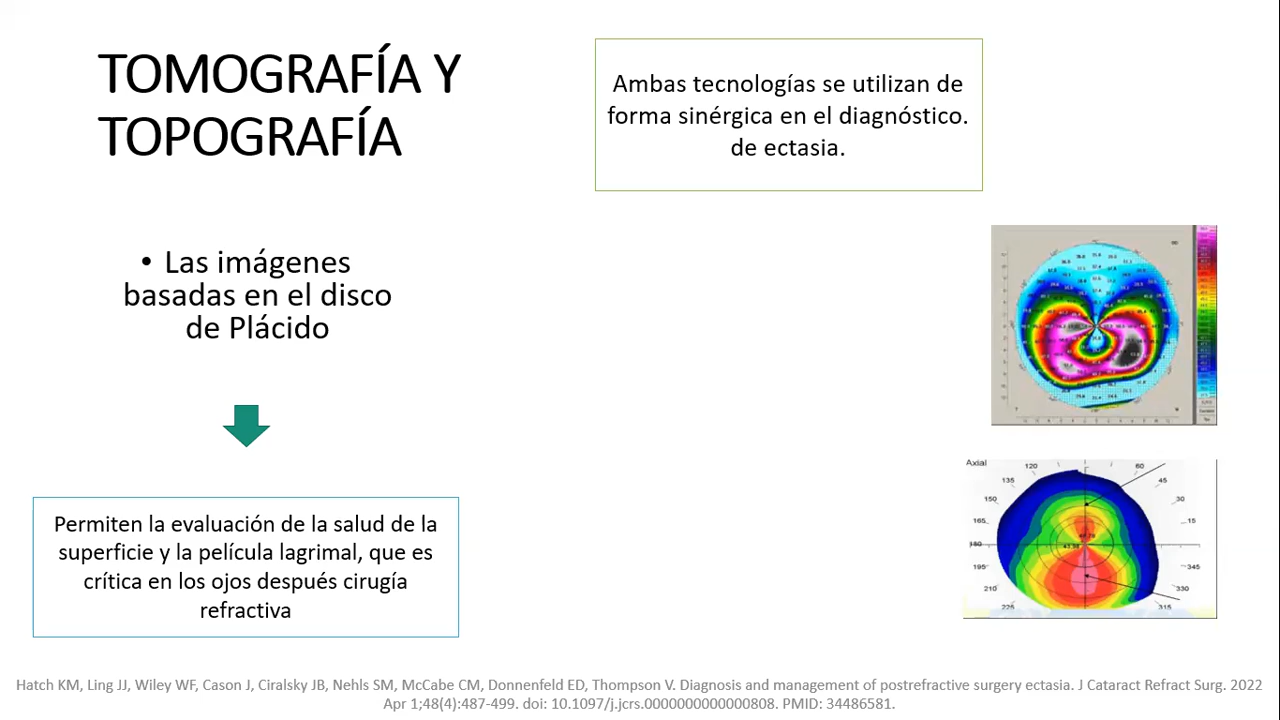 TOMOGRAFÍA Y
TOPOGRAFÍA
Ambas tecnologías se utilizan de
forma sinérgica en el diagnóstico.
de ectasia.
• Las imágenes
basadas en el disco
de Plácido
Permiten la evaluación de la salud de la
superficie y la película lagrimal, que es
crítica en los ojos después cirugía
refractiva
Axial
120
60
135
45
150
30
165
15
180
195
345
210
330
225
315
Hatch KM, Ling JJ, Wiley WF, Cason J, Ciralsky JB, Nehls SM, McCabe CM, Donnenfeld ED, Thompson V. Diagnosis and management of postrefractive surgery ectasia. J Cataract Refract Surg. 2022
Apr 1;48(4):487-499. doi: 10.1097/j.jcrs.0000000000000808. PMID: 34486581.